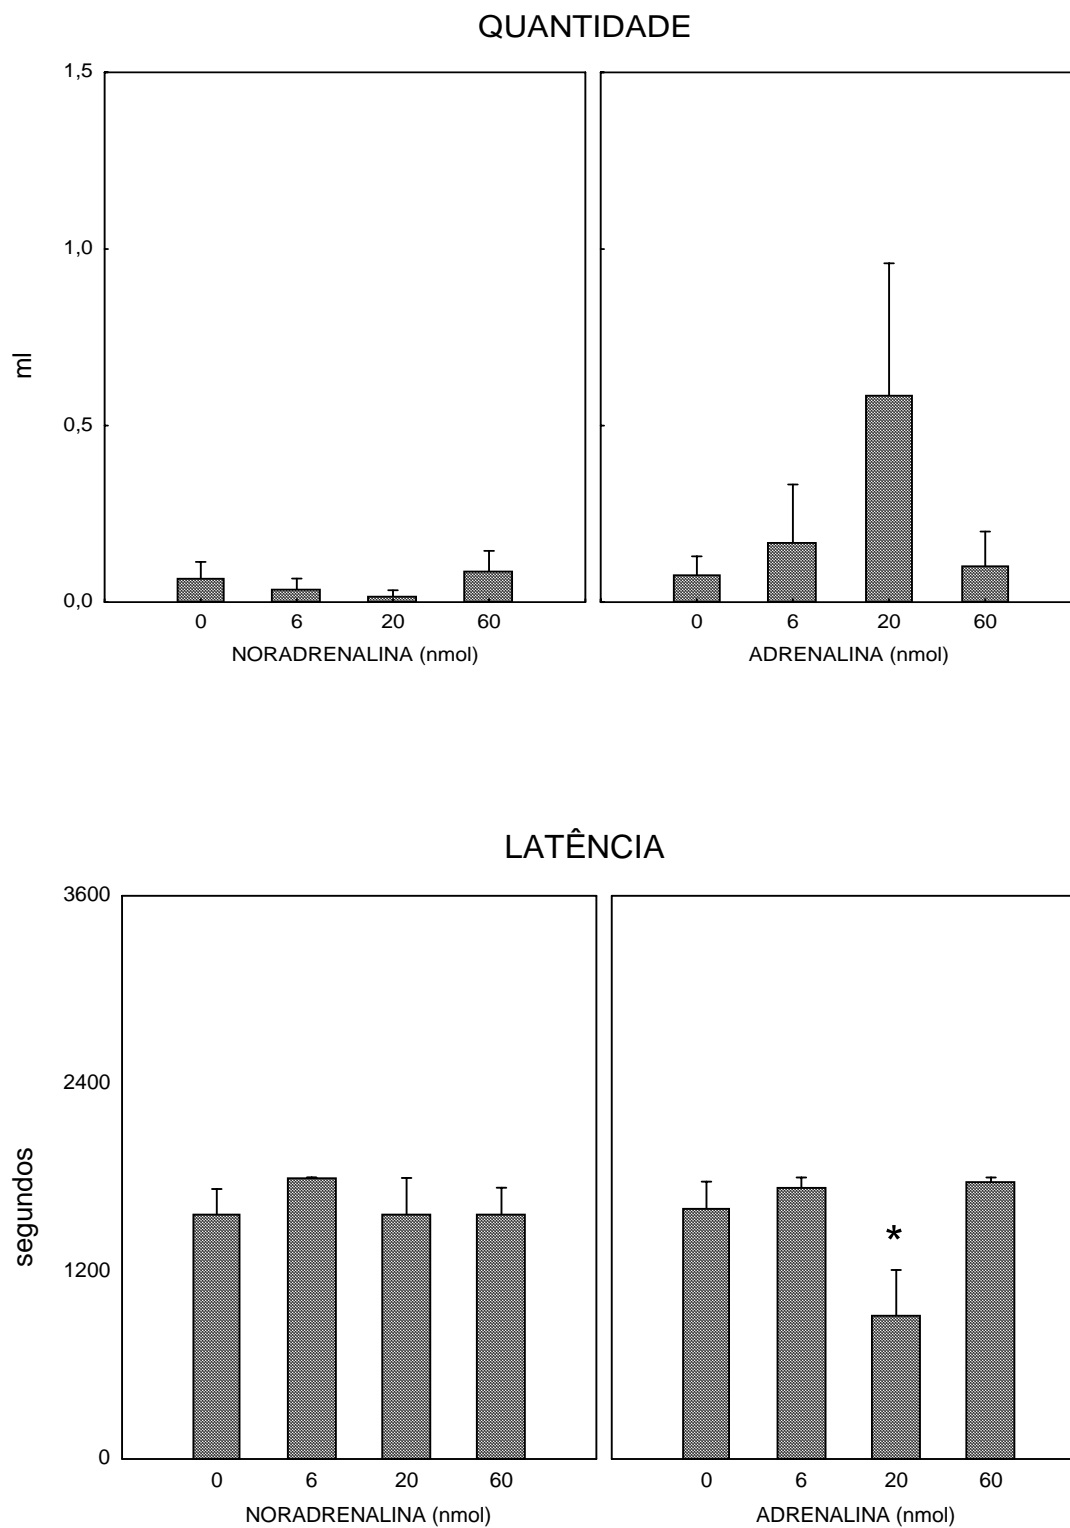 QUANTIDADE
1,5
1,0
0,5
0,0
ml
0 6 20 60
NORADRENALINA (nmol)
0 6 20 60
ADRENALINA (nmol)
LATÊNCIA
3600
2400
1200
0
segundos
*
0 6 20 60
NORADRENALINA (nmol)
0 6 20 60
ADRENALINA (nmol)